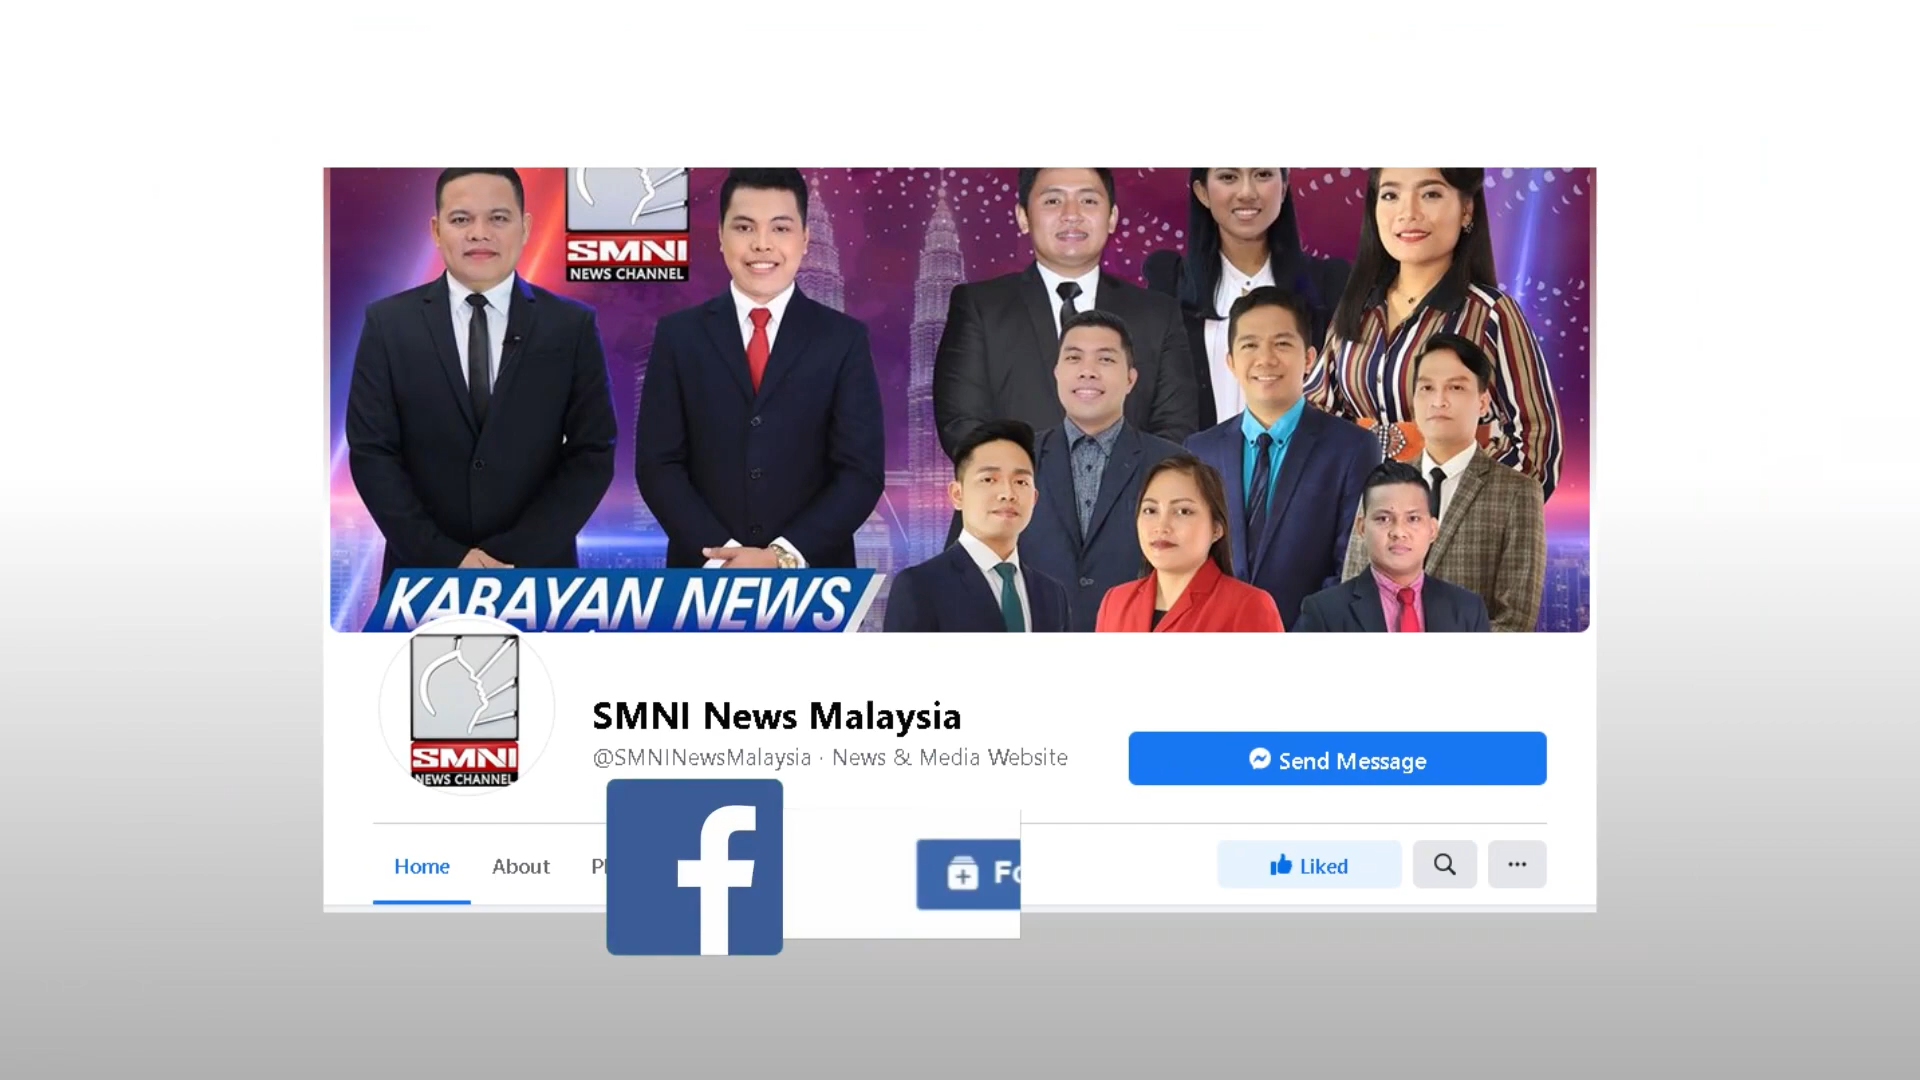 SMNI
NEWS CHANNEL
KABAYAN NEWS
SMNI
NEWS CHANNEL
SMNI News Malaysia
@SMNINewsMalaysia · News & Media Website
Send Message
Home
About
Liked